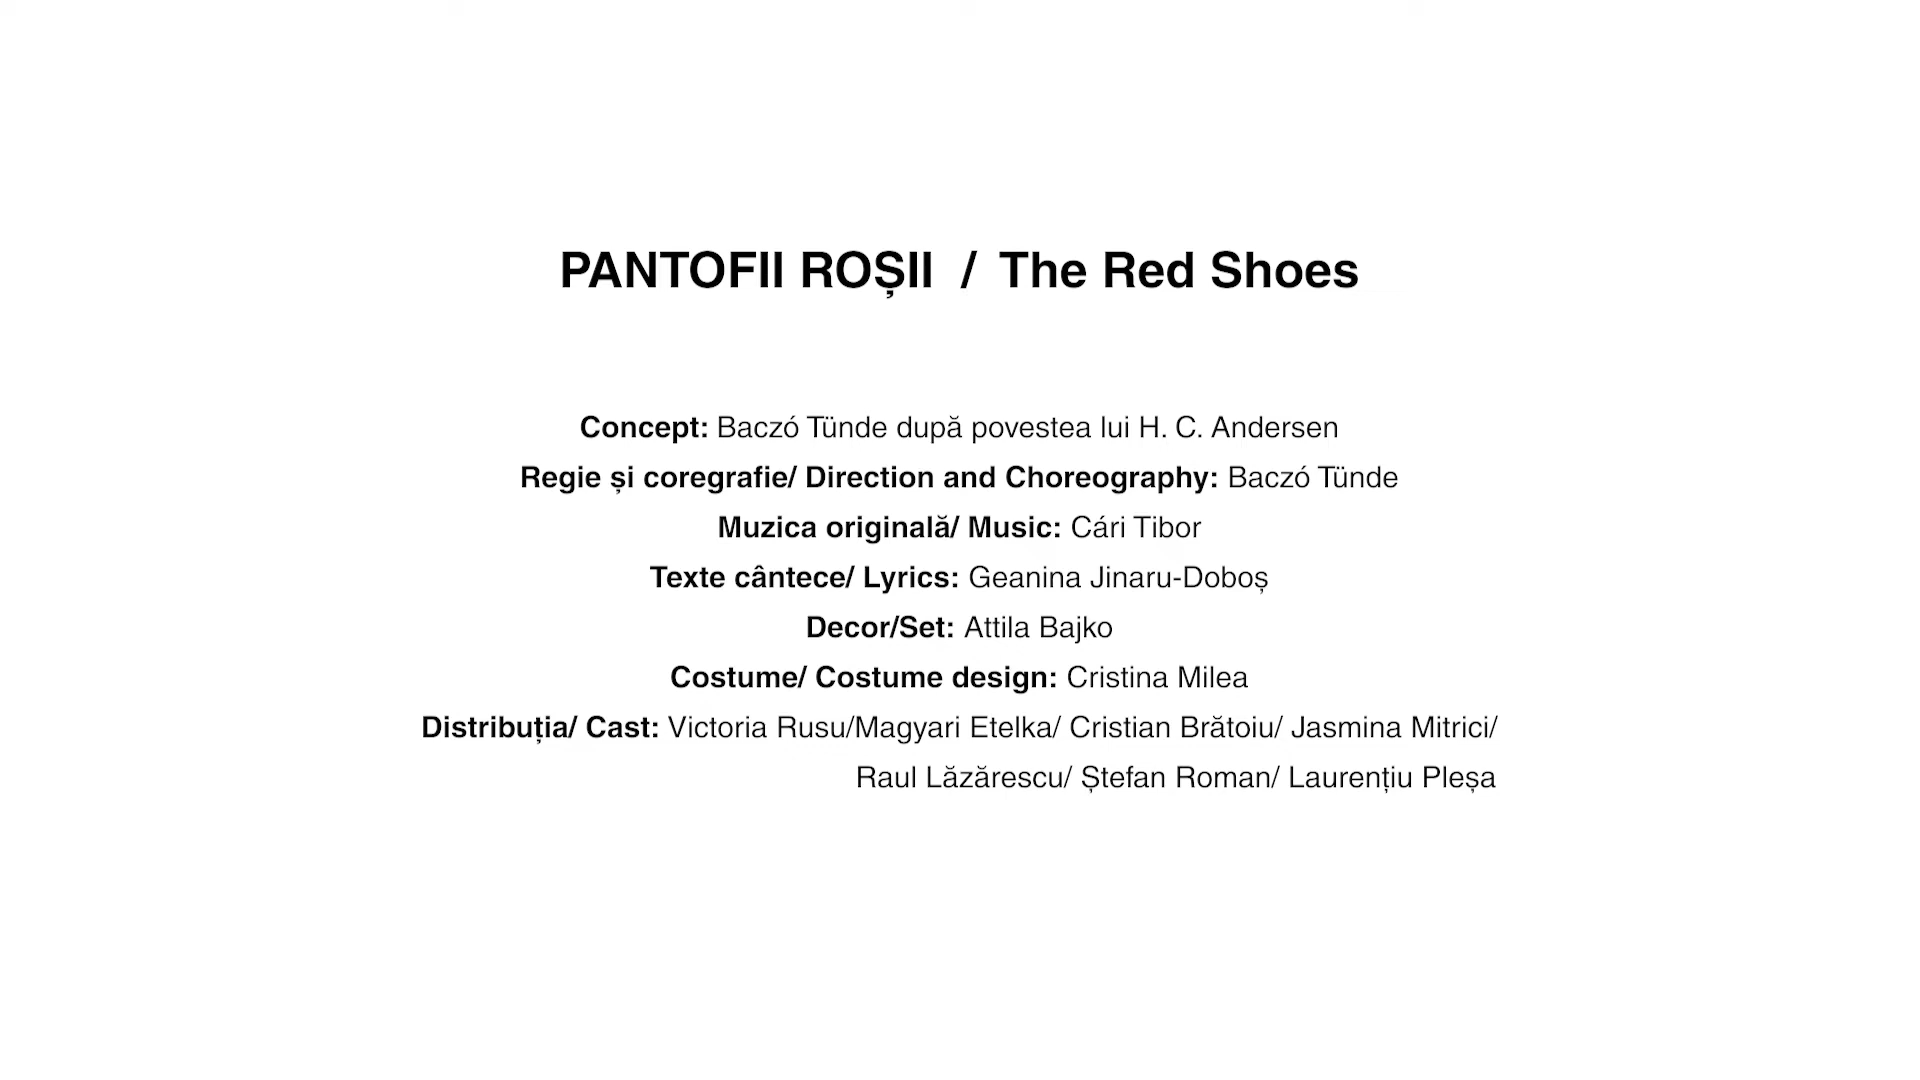 PANTOFII ROȘII / The Red Shoes
Concept: Baczó Tünde după povestea lui H. C. Andersen
Regie și coregrafie/ Direction and Choreography: Baczó Tünde
Muzica originală/ Music: Cári Tibor
Texte cântece/ Lyrics: Geanina Jinaru-Doboș
Decor/Set: Attila Bajko
Costume/ Costume design: Cristina Milea
Distribuția/ Cast: Victoria Rusu/Magyari Etelka/ Cristian Brătoiu/ Jasmina Mitrici/
Raul Lăzărescu/ Ștefan Roman/ Laurențiu Pleșa